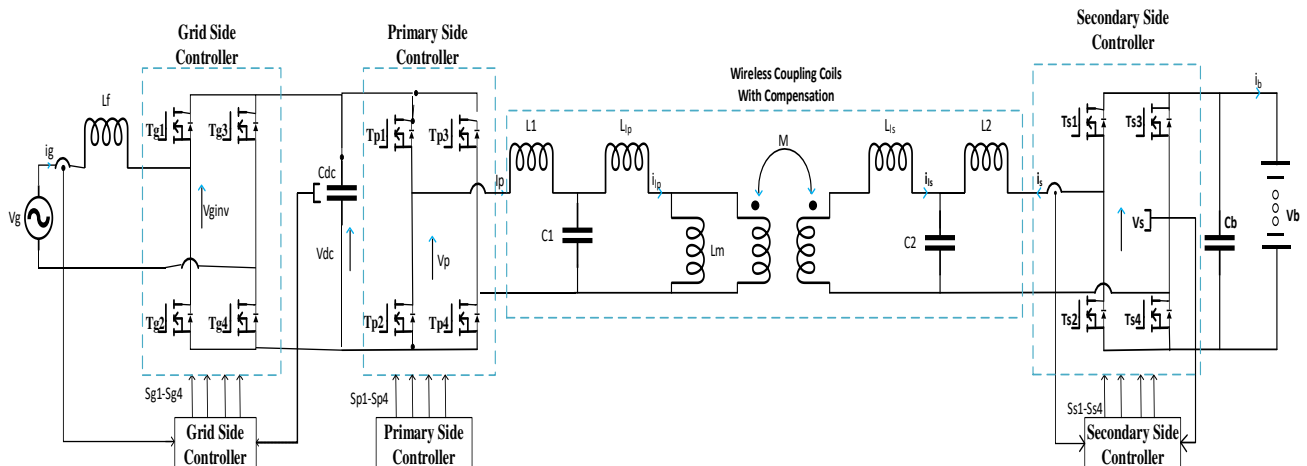 Grid Side
Controller
Primary Side
Controller
Secondary Side
Controller
Wireless Coupling Coils
With Compensation
Lf
ig
Vg
Tg1
Tg3
Vginv
Tg2
Tg4
Cdc
Vdc
Tp1
Tp3
Vp
Tp2
Tp4
Ip
L1
Llp
ilp
C1
Lm
M
Lls
L2
ils
C2
is
Ts1
Ts3
Vs
Ts2
Ts4
Cb
ib
Vb
Sg1-Sg4
Sp1-Sp4
Ss1-Ss4
Grid Side
Controller
Primary Side
Controller
Secondary Side
Controller